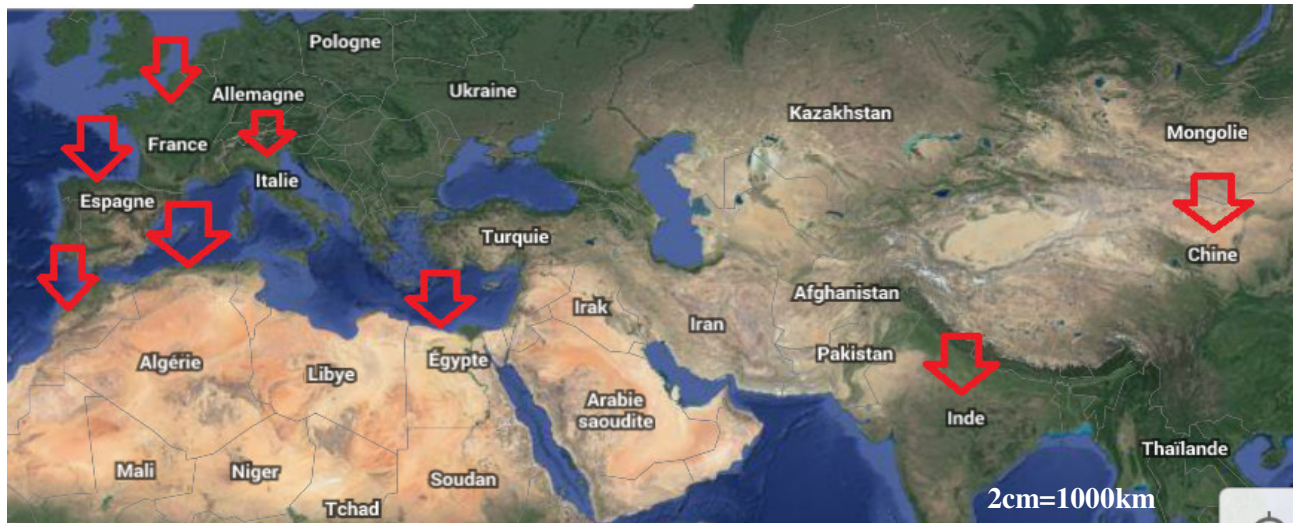 Pologne
Allemagne
Ukraine
Kazakhstan
Mongolie
France
Italie
Espagne
Turquie
Chine
Afghanistan
Irak
Iran
Pakistan
Algérie
Libye
Égypte
Arabie
saoudite
Inde
Thaïlande
Mali
Niger
Soudan
Tchad
2cm=1000km